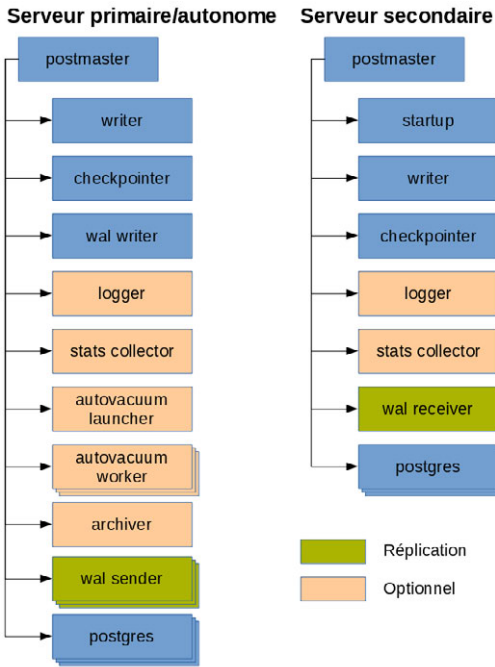 Serveur primaire/autonome
postmaster
writer
checkpointer
wal writer
logger
stats collector
autovacuum
launcher
autovacuum
worker
archiver
wal sender
postgres
Serveur secondaire
postmaster
startup
writer
checkpointer
logger
stats collector
wal receiver
postgres
Réplication
Optionnel